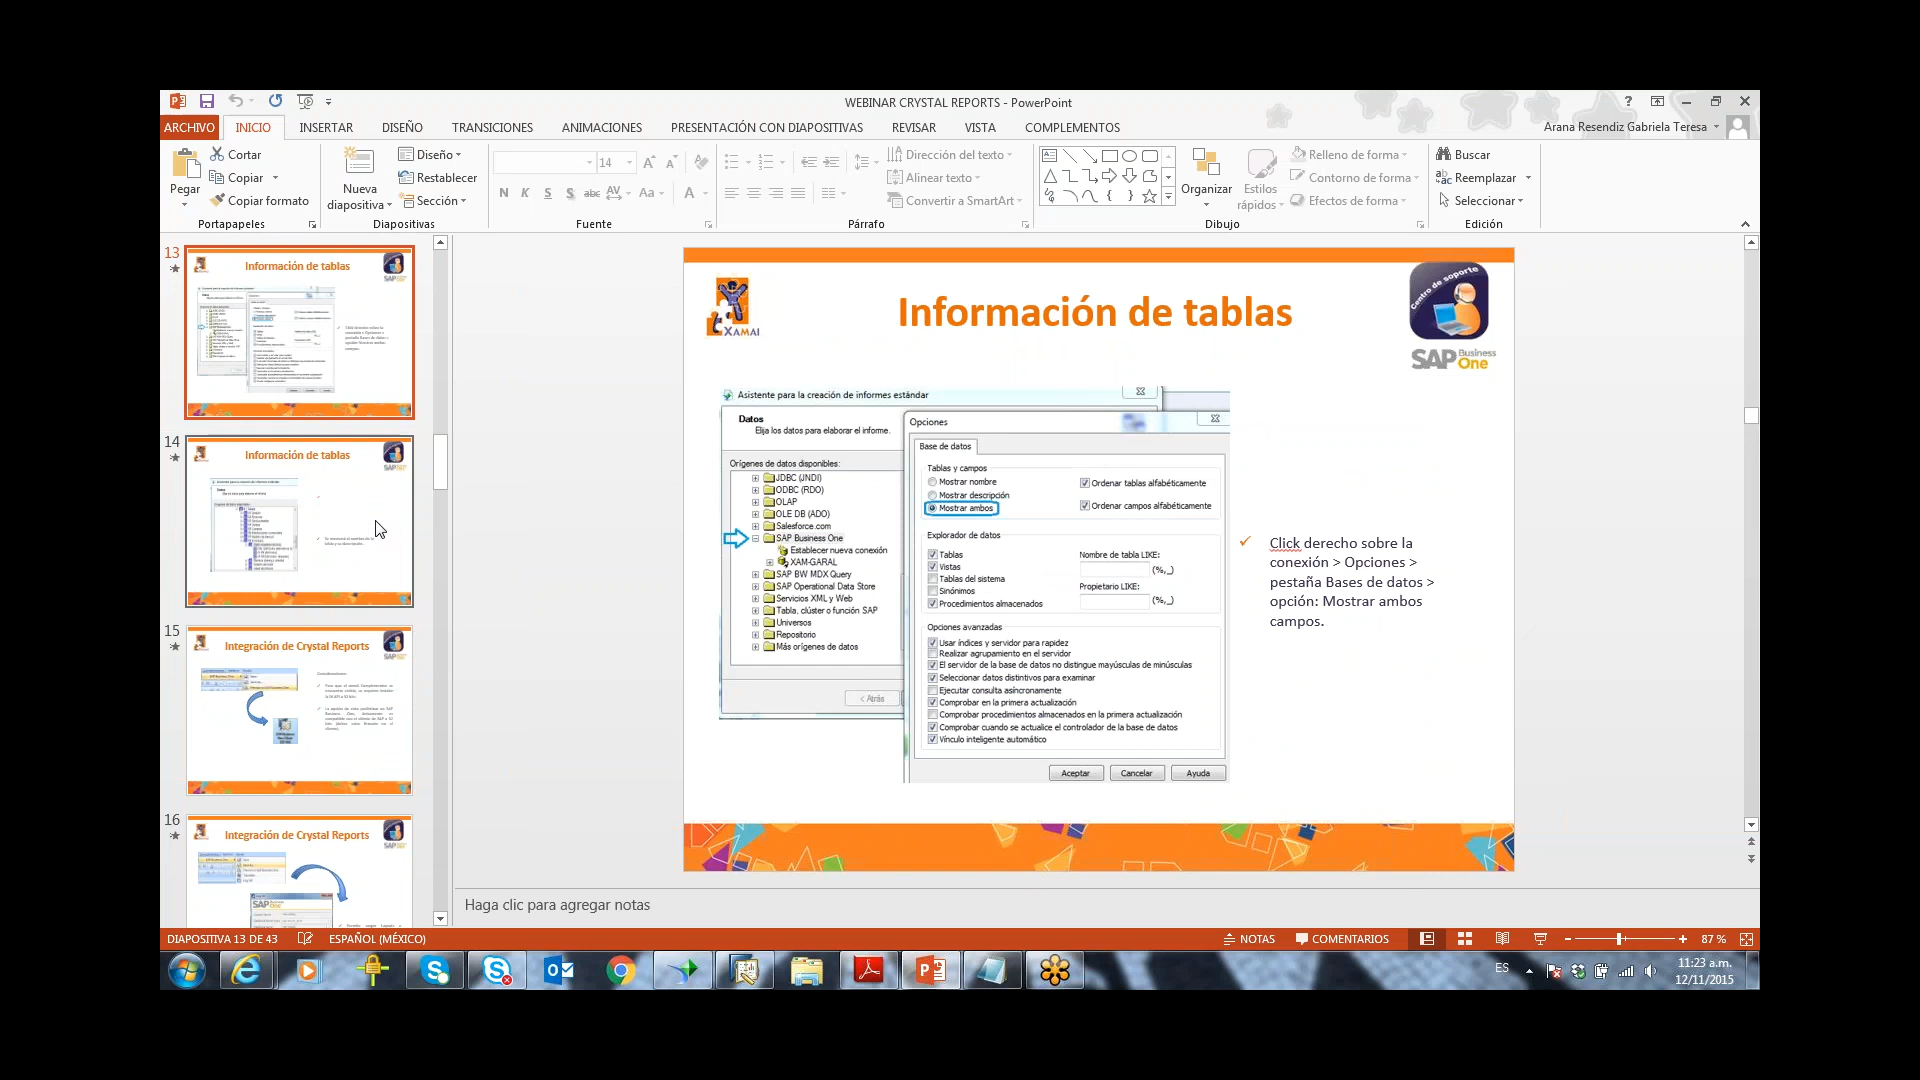 WEBINAR CRYSTAL REPORTS - PowerPoint
?
ARCHIVO INICIO INSERTAR DISEÑO TRANSICIONES ANIMACIONES PRESENTACIÓN CON DIAPOSITIVAS REVISAR VISTA COMPLEMENTOS
Arana Resendiz Gabriela Teresa
Pegar
Cortar
Copiar
Copiar formato
Portapapeles
Nueva
diapositiva
Diseño
Restablecer
Sección
Diapositivas
14
N K S S abc AV Aa A
Fuente
Dirección del texto
Alinear texto
Convertir a SmartArt
Párrafo
Organizar
Estilos
rápidos
Relleno de forma
Contorno de forma
Efectos de forma
Dibujo
Buscar
Reemplazar
Seleccionar
Edición
13
Información de tablas
14
Información de tablas
15
Integración de Crystal Reports
16
Integración de Crystal Reports
XAMAI
Información de tablas
Centro de soporte
SAP Business
One
Asistente para la creación de informes estándar
Datos
Elija los datos para elaborar el informe.
Orígenes de datos disponibles:
JDBC (JNDI)
ODBC (RDO)
OLAP
OLE DB (ADO)
Salesforce.com
SAP Business One
Establecer nueva conexión
XAM-GARAL
SAP BW MDX Query
SAP Operational Data Store
Servicios XML y Web
Tabla, clúster o función SAP
Universos
Repositorio
Más orígenes de datos
< Atrás
Opciones
Base de datos
Tablas y campos
Mostrar nombre
Mostrar descripción
Mostrar ambos
Ordenar tablas alfabéticamente
Ordenar campos alfabéticamente
Explorador de datos
Tablas
Vistas
Tablas del sistema
Sinónimos
Procedimientos almacenados
Nombre de tabla LIKE:
(%,_)
Propietario LIKE:
(%,_)
Opciones avanzadas
Usar índices y servidor para rapidez
Realizar agrupamiento en el servidor
El servidor de la base de datos no distingue mayúsculas de minúsculas
Seleccionar datos distintivos para examinar
Ejecutar consulta asíncronamente
Comprobar en la primera actualización
Comprobar procedimientos almacenados en la primera actualización
Comprobar cuando se actualice el controlador de la base de datos
Vínculo inteligente automático
Aceptar Cancelar Ayuda
Click derecho sobre la
conexión > Opciones >
pestaña Bases de datos >
opción: Mostrar ambos
campos.
Haga clic para agregar notas
DIAPOSITIVA 13 DE 43 ESPAÑOL (MÉXICO)
NOTAS COMENTARIOS 87 %
ES
11:23 a.m.
12/11/2015